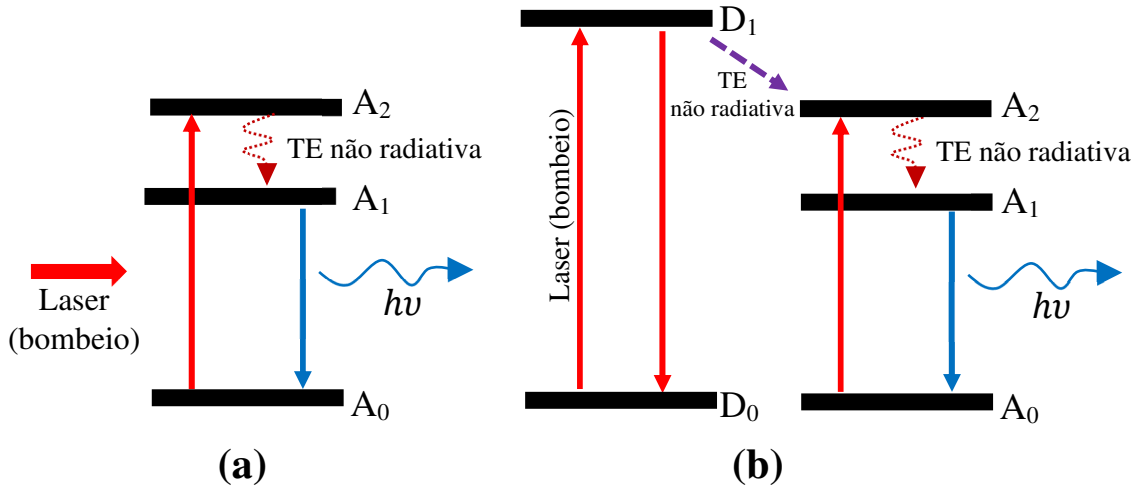 A₂
TE não radiativa
A₁
Laser
(bombeio)
hυ
A₀
(a)
D₁
TE
não radiativa
Laser (bombeio)
D₀
A₂
TE não radiativa
A₁
hυ
A₀
(b)